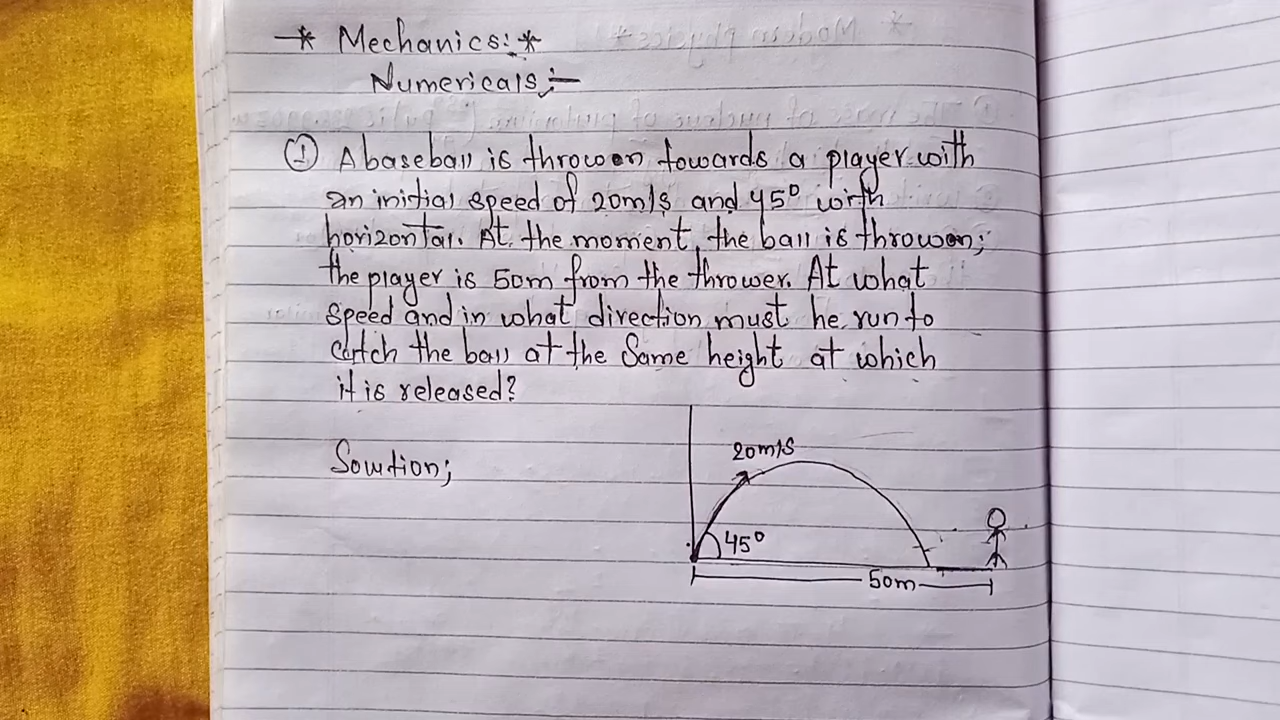 * Mechanics: *
Numericals:-
① A baseball is throwon towards a player with
an initial speed of 20m/s and 45° with
horizontal. At the moment, the ball is throwon;
the player is 50m from the thrower. At what
speed and in what direction must he run to
catch the ball at the same height at which
it is released?
Solution;
20m/s
45°
50m